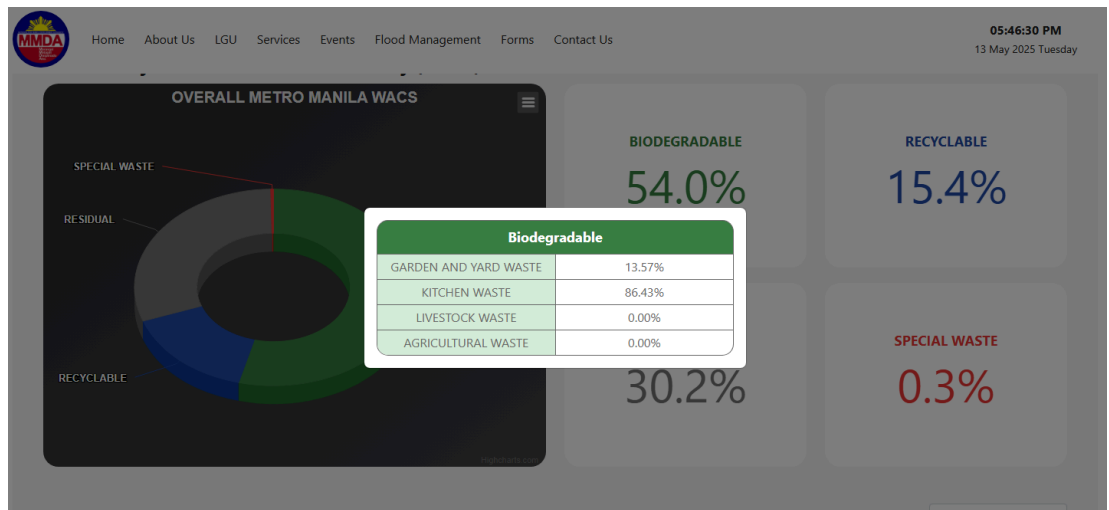 MMDA
Home About Us LGU Services Events Flood Management Forms Contact Us
05:46:30 PM
13 May 2025 Tuesday
OVERALL METRO MANILA WACS
SPECIAL WASTE
RESIDUAL
RECYCLABLE
BIODEGRADABLE
54.0%
RECYCLABLE
15.4%
Biodegradable
GARDEN AND YARD WASTE 13.57%
KITCHEN WASTE 86.43%
LIVESTOCK WASTE 0.00%
AGRICULTURAL WASTE 0.00%
30.2%
SPECIAL WASTE
0.3%